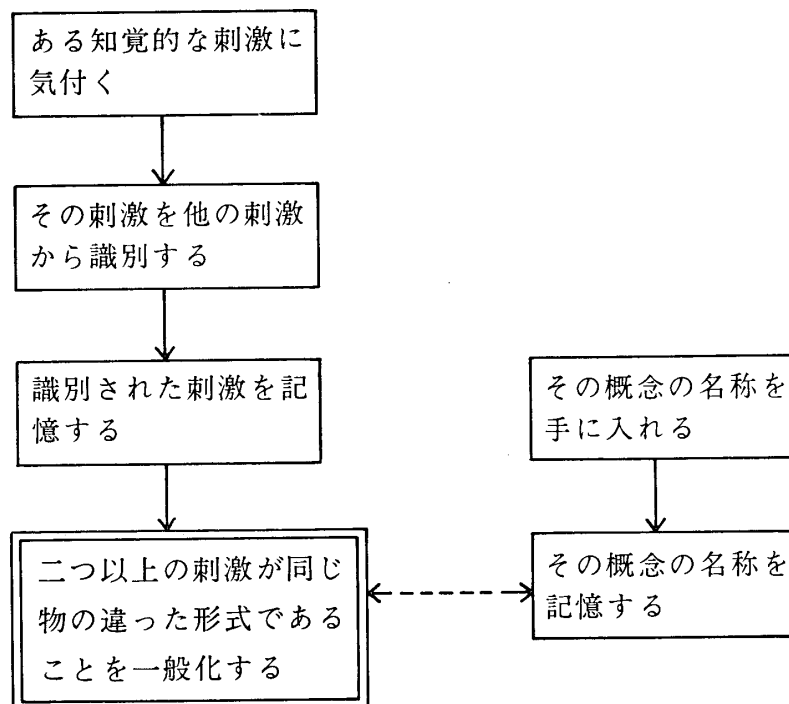 ある知覚的な刺激に
気付く
その刺激を他の刺激
から識別する
識別された刺激を記
憶する
二つ以上の刺激が同じ
物の違った形式である
ことを一般化する
その概念の名称を
手に入れる
その概念の名称を
記憶する